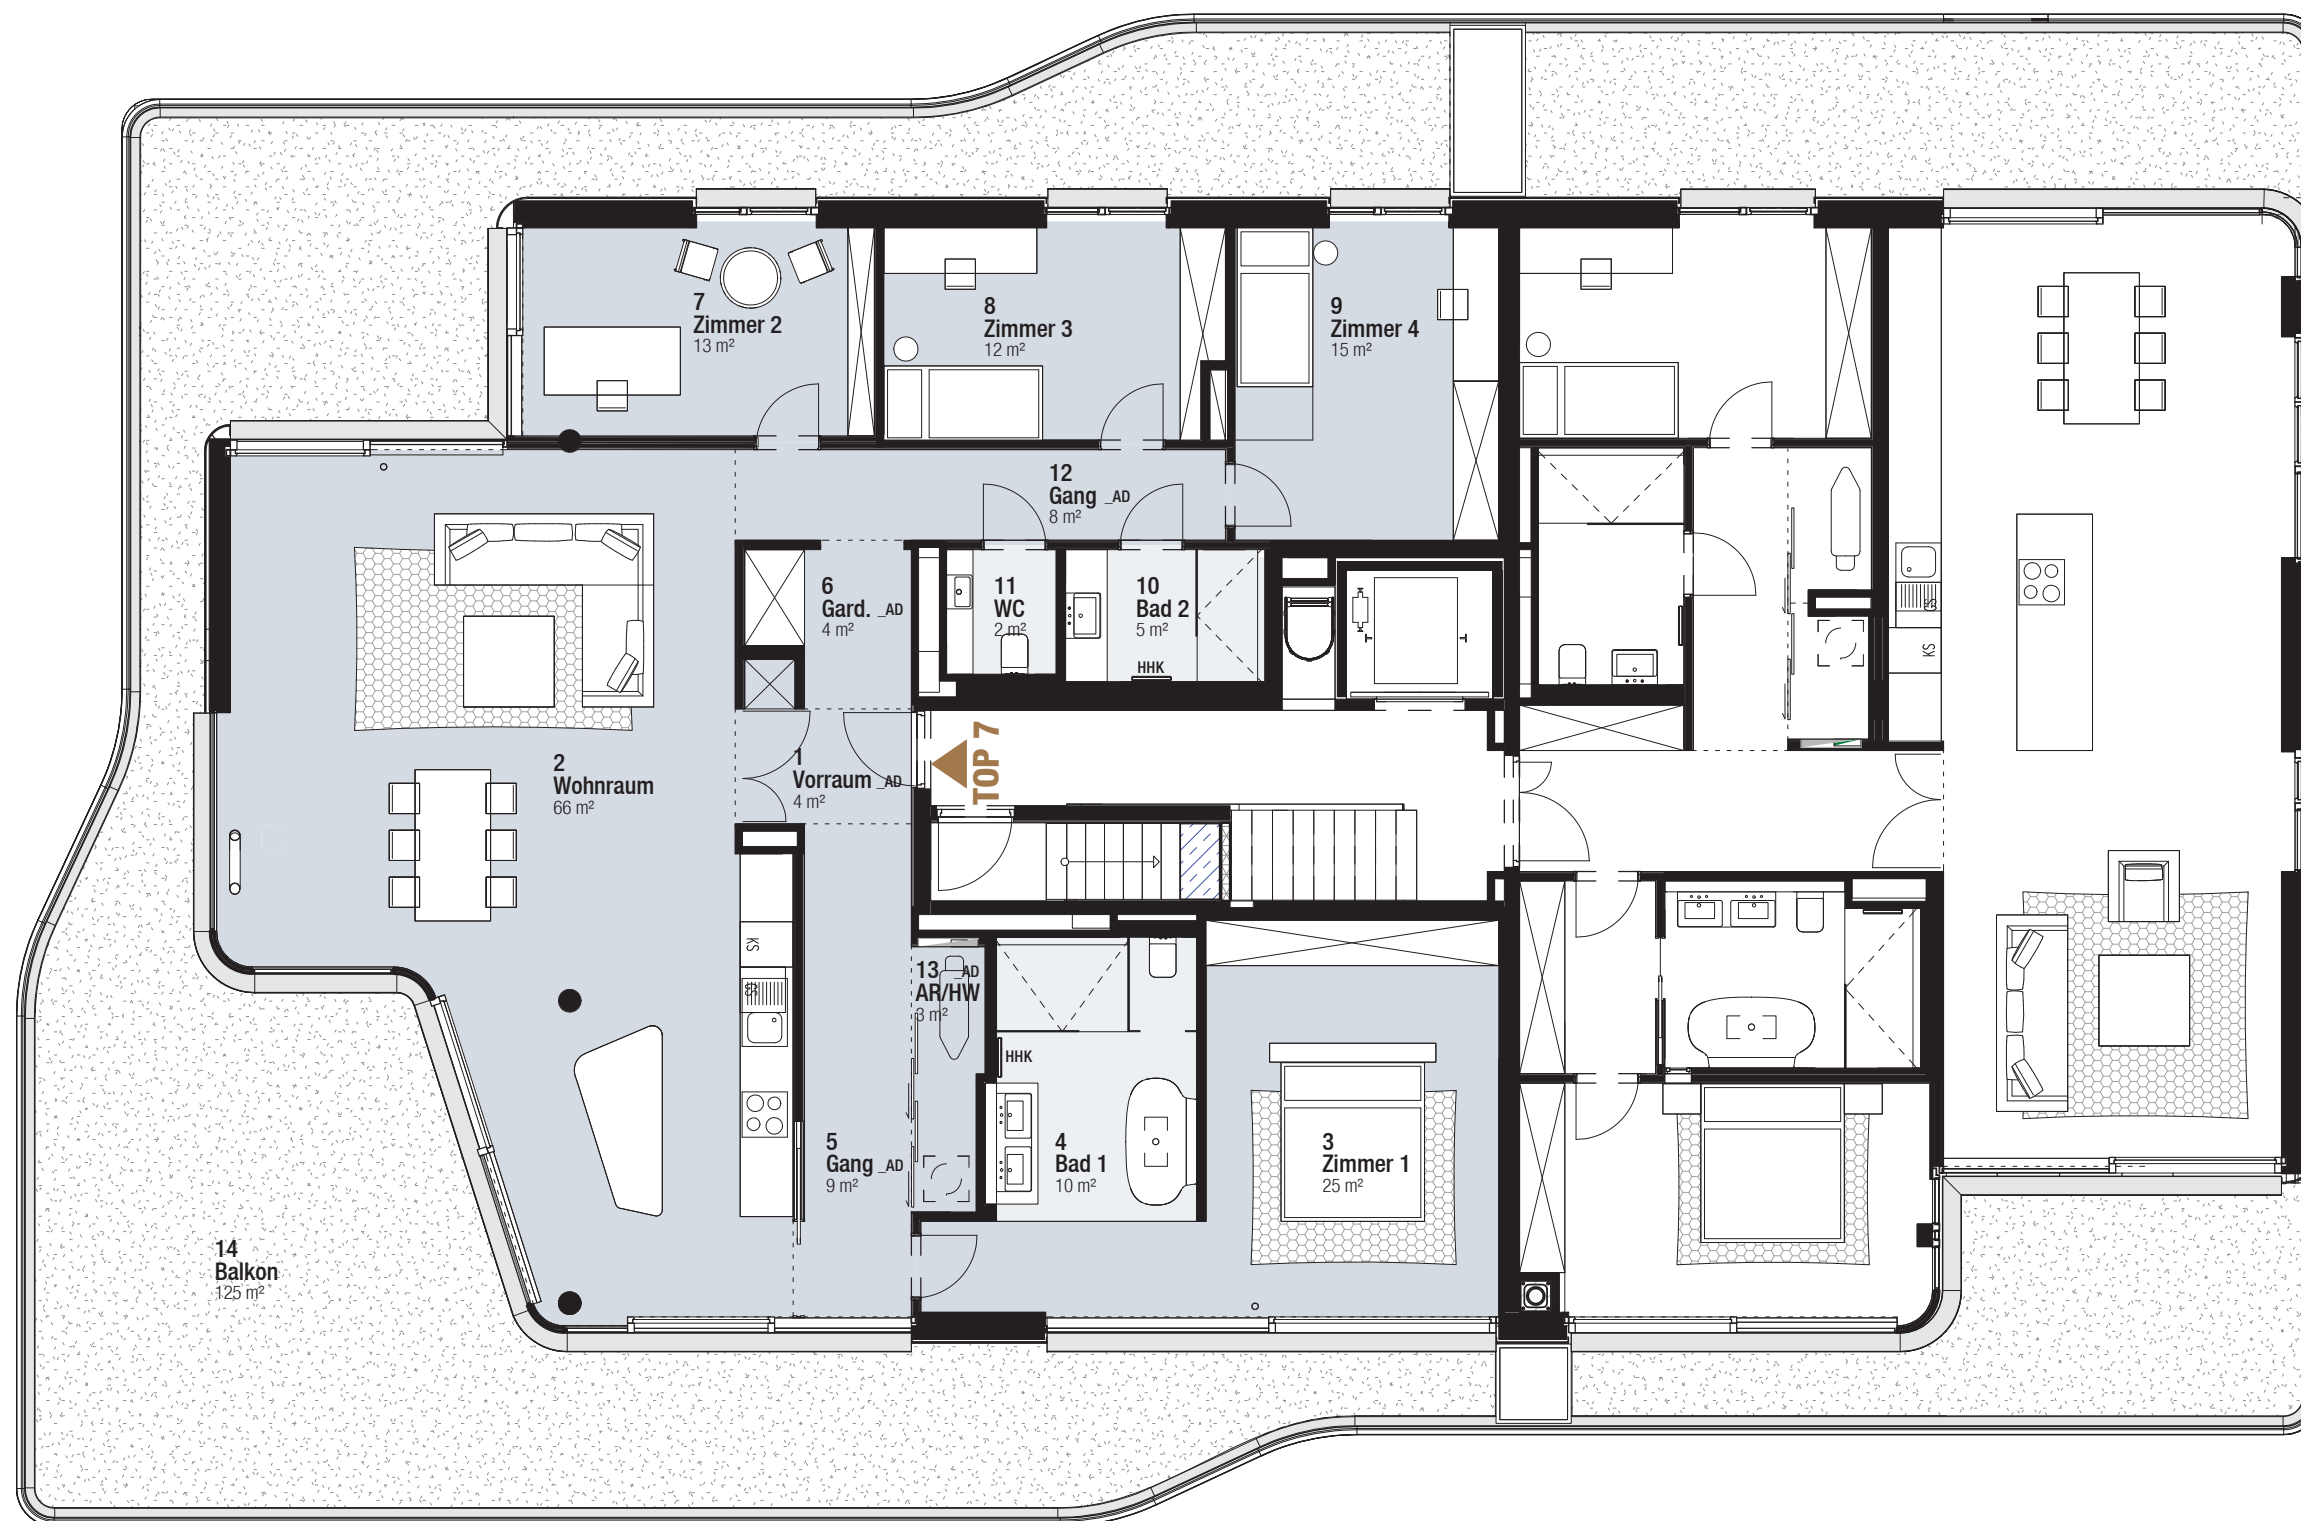 7
Zimmer 2
13 m²
8
Zimmer 3
12 m²
9
Zimmer 4
15 m²
12
Gang _AD
8 m²
6
Gard. _AD
4 m²
11
WC
2 m²
10
Bad 2
5 m²
HHK
1
Vorraum _AD
4 m²
TOP 7
2
Wohnraum
66 m²
KS
GS
13 _AD
AR/HW
3 m²
HHK
5
Gang _AD
9 m²
4
Bad 1
10 m²
3
Zimmer 1
25 m²
14
Balkon
125 m²
GS
KS